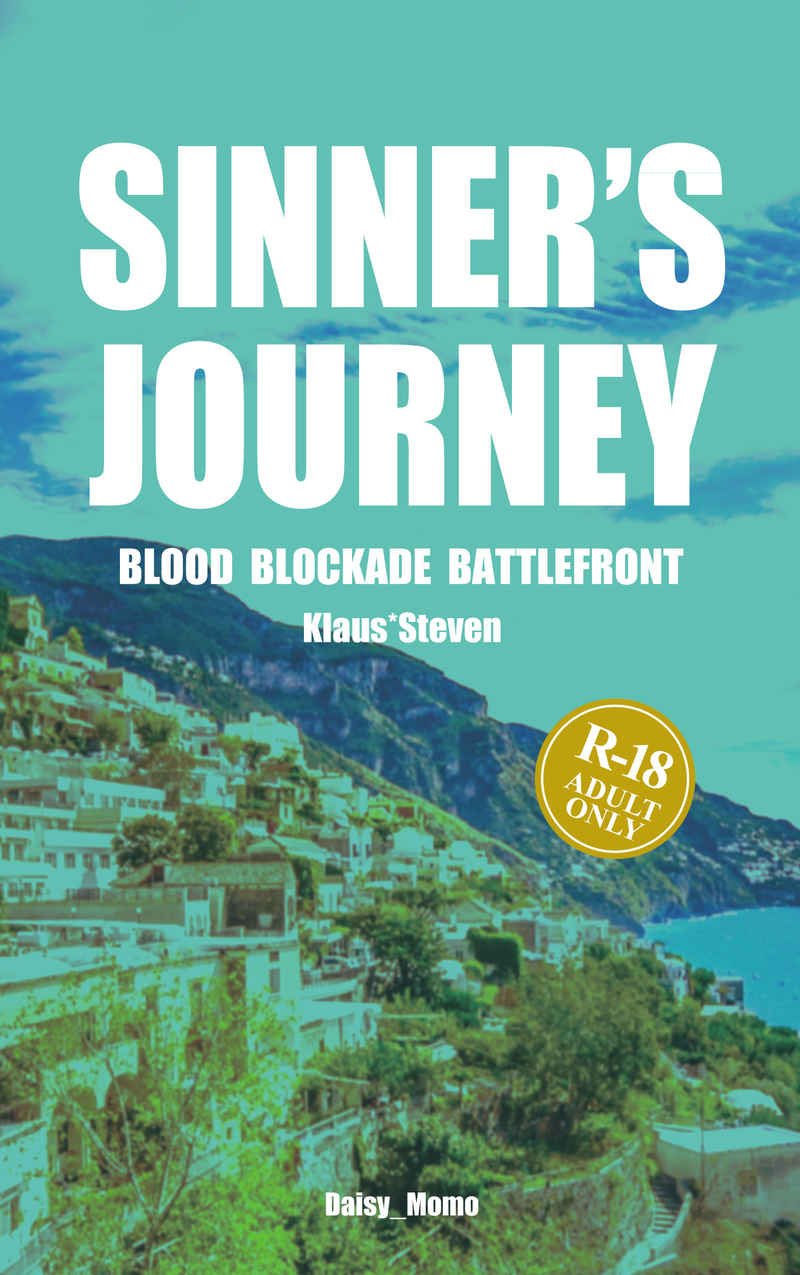 SINNER’S
JOURNEY
BLOOD BLOCKADE BATTLEFRONT
Klaus*Steven
R-18
ADULT
ONLY
Daisy_Momo